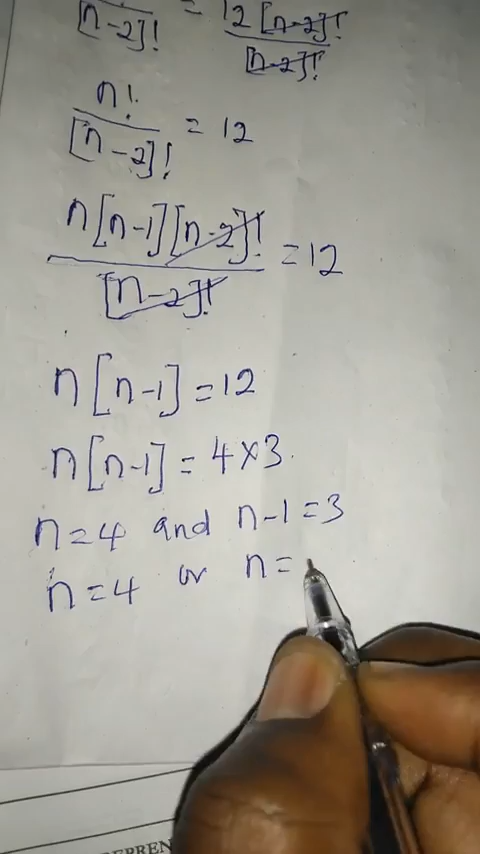 [n-2]! = 12[n-2]!
[n-2]!
n!
[n-2]! = 12
n[n-1][n-2]!
[n-2]! = 12
n[n-1] = 12
n[n-1] = 4×3.
n=4 and n-1=3
n=4 or n=